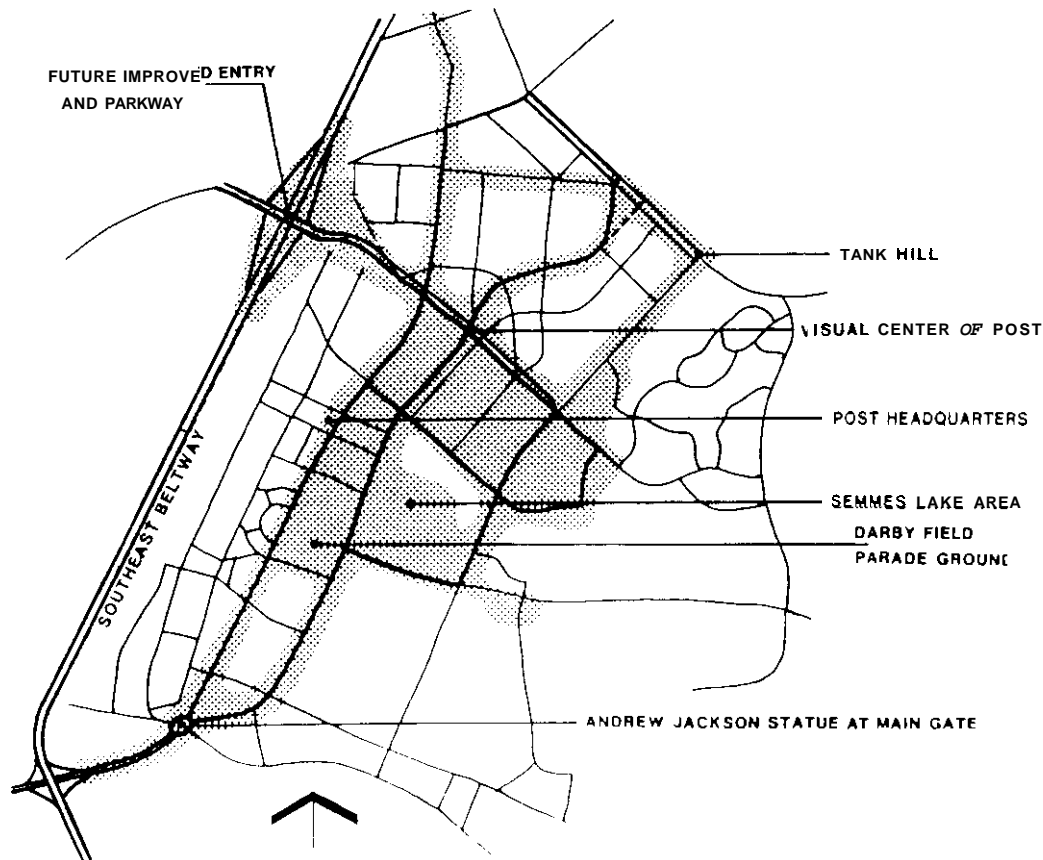 FUTURE IMPROVED ENTRY
AND PARKWAY
TANK HILL
VISUAL CENTER OF POST
POST HEADQUARTERS
SOUTHEAST BELTWAY
SEMMES LAKE AREA
DARBY FIELD
PARADE GROUND
ANDREW JACKSON STATUE AT MAIN GATE